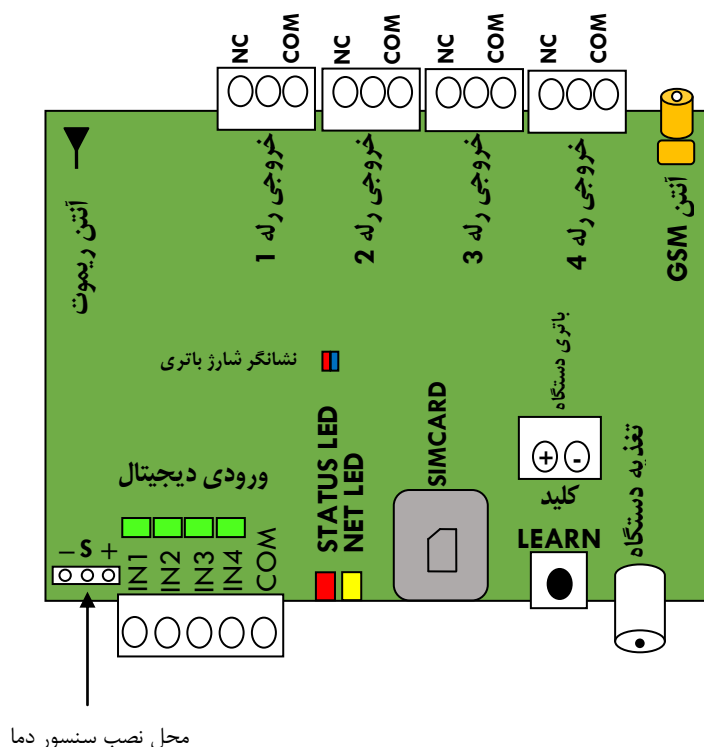 NC COM NC COM NC COM NC COM
خروجی رله 1
خروجی رله 2
خروجی رله 3
خروجی رله 4
آنتن GSM
آنتن ریموت
نشانگر شارژ باتری
باتری دستگاه
+ -
ورودی دیجیتال
STATUS LED
NET LED
SIMCARD
کلید
LEARN
تغذیه دستگاه
– S +
IN1 IN2 IN3 IN4 COM
محل نصب سنسور دما